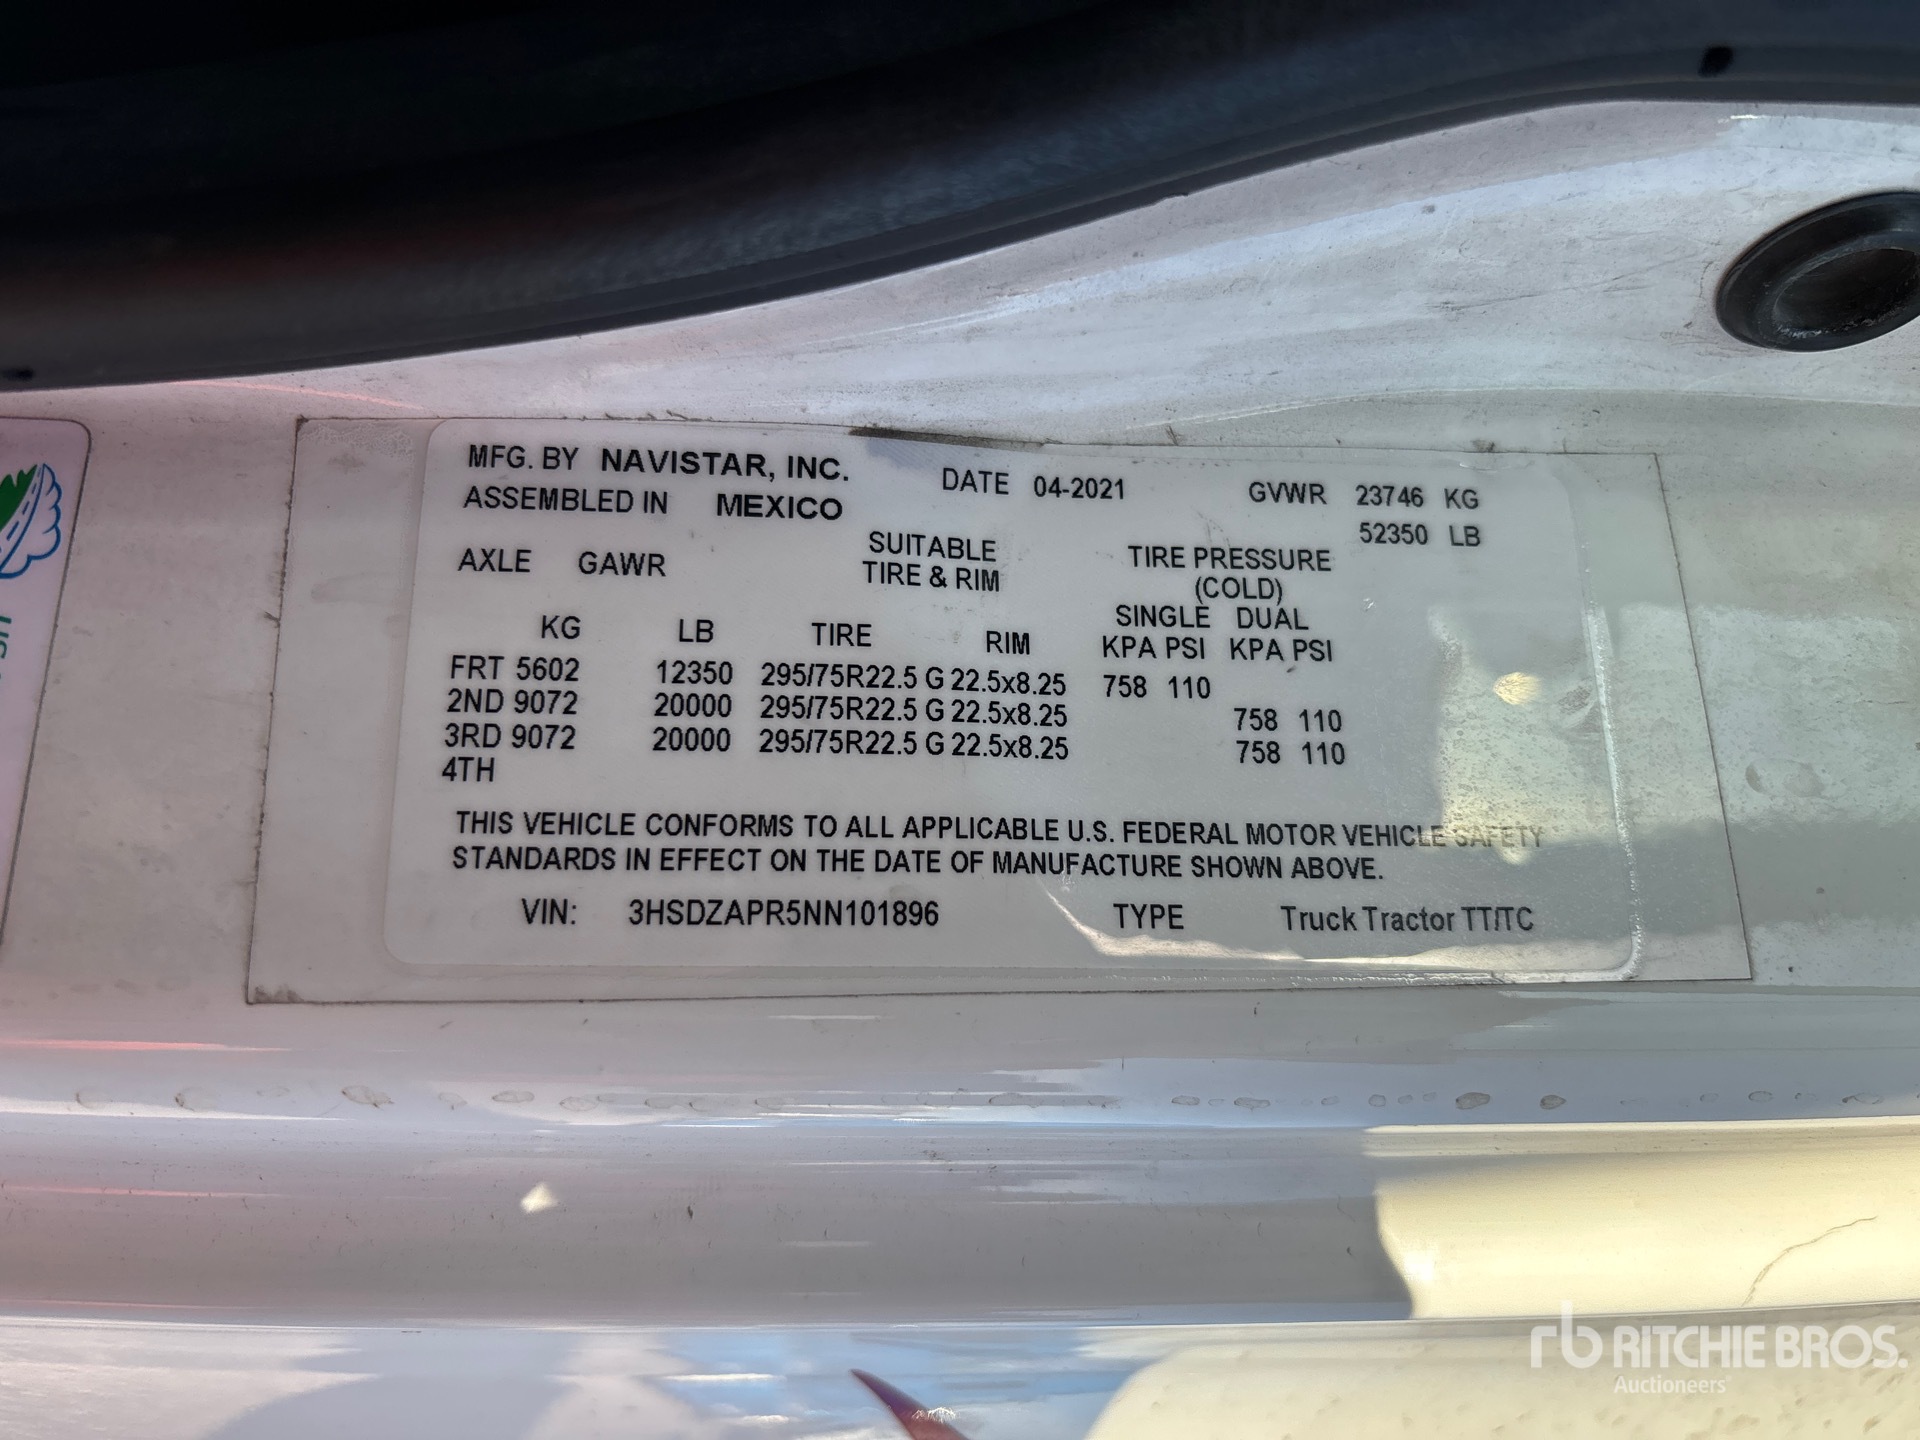 MFG. BY NAVISTAR, INC. DATE 04-2021 GVWR 23746 KG
ASSEMBLED IN MEXICO 52350 LB
AXLE GAWR SUITABLE TIRE & RIM TIRE PRESSURE (COLD)
SINGLE DUAL
KG LB TIRE RIM KPA PSI KPA PSI
FRT 5602 12350 295/75R22.5 G 22.5x8.25 758 110
2ND 9072 20000 295/75R22.5 G 22.5x8.25 758 110
3RD 9072 20000 295/75R22.5 G 22.5x8.25 758 110
4TH
THIS VEHICLE CONFORMS TO ALL APPLICABLE U.S. FEDERAL MOTOR VEHICLE SAFETY
STANDARDS IN EFFECT ON THE DATE OF MANUFACTURE SHOWN ABOVE.
VIN: 3HSDZAPR5NN101896 TYPE Truck Tractor TT/TC
rb RITCHIE BROS.
Auctioneers